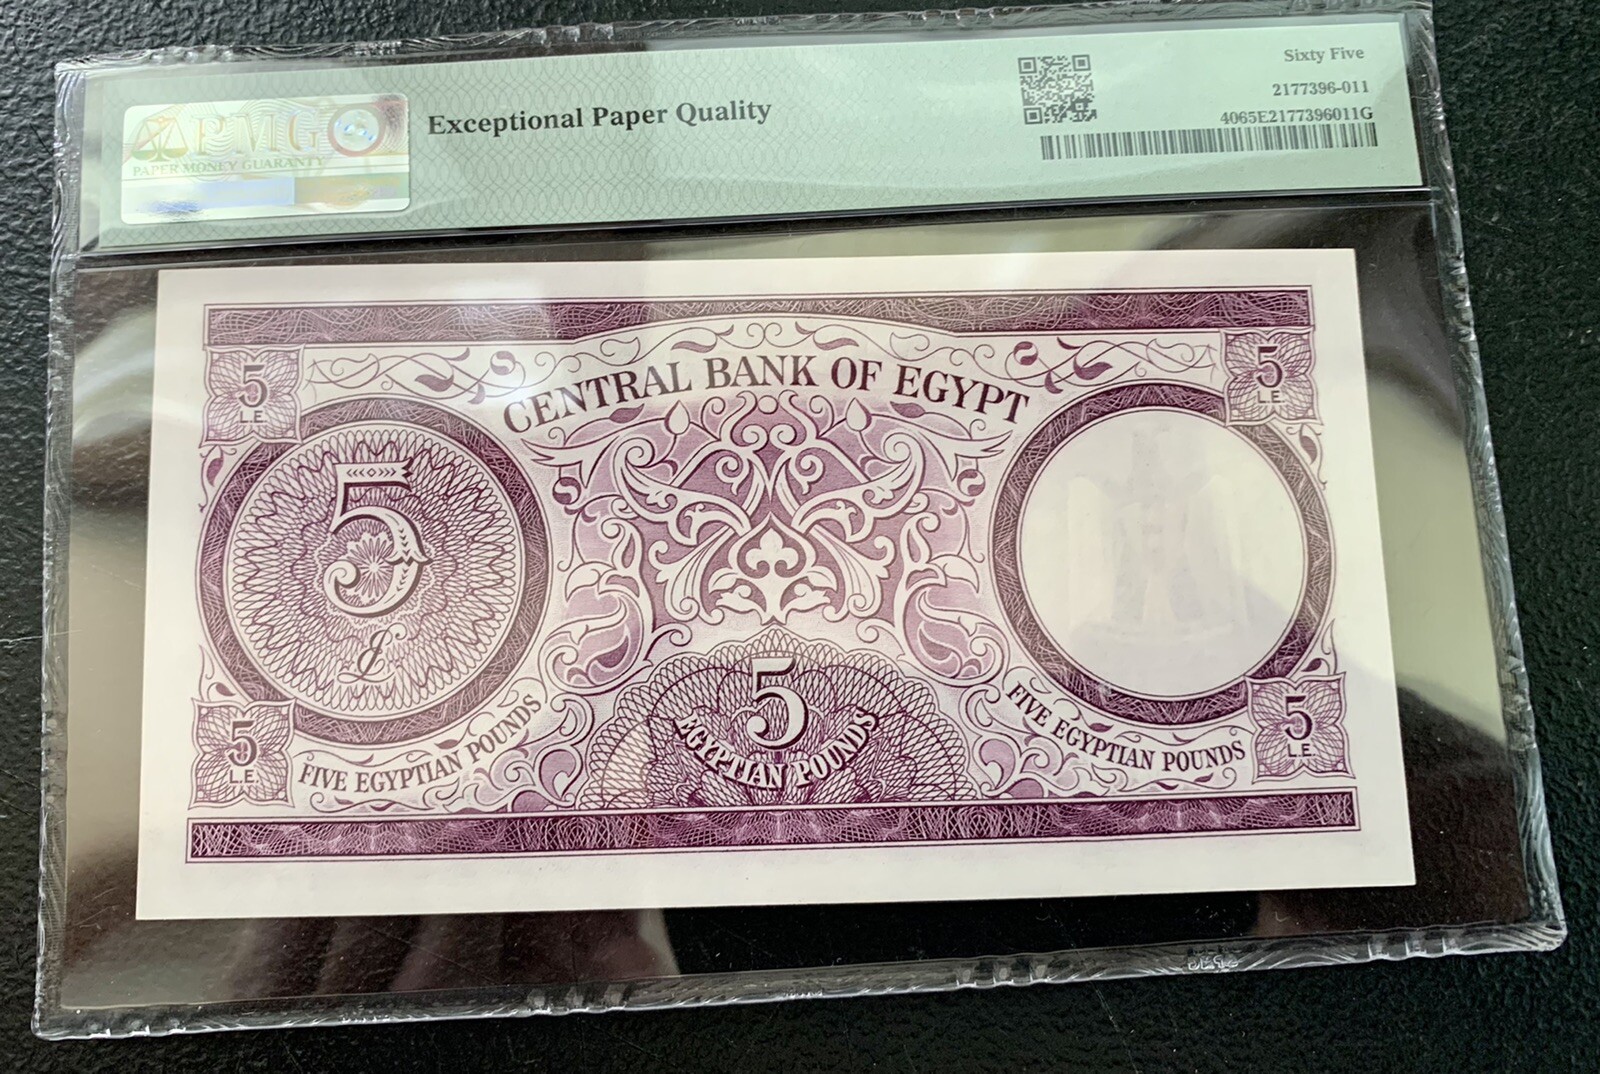 PMG
PAPER MONEY GUARANTY
Exceptional Paper Quality
Sixty Five
2177396-011
4065E2177396011G
CENTRAL BANK OF EGYPT
5
L.E.
5
L.E.
5
£
5
EGYPTIAN POUNDS
5
L.E.
FIVE EGYPTIAN POUNDS
FIVE EGYPTIAN POUNDS
5
L.E.